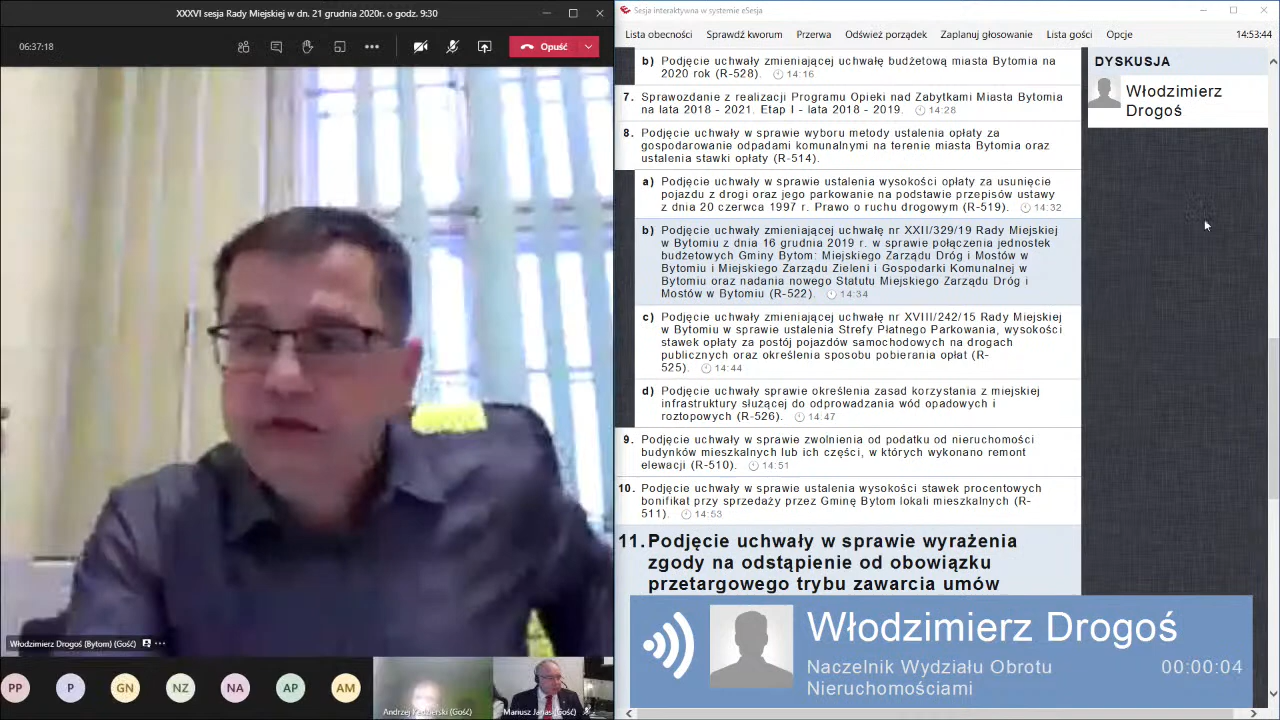 XXXVI sesja Rady Miejskiej w dn. 21 grudnia 2020r. o godz. 9:30
06:37:18
Opuść
Włodzimierz Drogoś (Bytom) (Gość)
PP
P
GN
NZ
NA
AP
AM
(Gość)
Mariusz Janas (Gość)
Sesja interaktywna w systemie eSesja
Lista obecności Sprawdź kworum Przerwa Odśwież porządek Zaplanuj głosowanie Lista gości Opcje 14:53:44
b) Podjęcie uchwały zmieniającej uchwałę budżetową miasta Bytomia na
2020 rok (R-528). 14:16
7. Sprawozdanie z realizacji Programu Opieki nad Zabytkami Miasta Bytomia
na lata 2018 - 2021. Etap I - lata 2018 - 2019. 14:28
8. Podjęcie uchwały w sprawie wyboru metody ustalenia opłaty za
gospodarowanie odpadami komunalnymi na terenie miasta Bytomia oraz
ustalenia stawki opłaty (R-514).
a) Podjęcie uchwały w sprawie ustalenia wysokości opłaty za usunięcie
pojazdu z drogi oraz jego parkowanie na podstawie przepisów ustawy
z dnia 20 czerwca 1997 r. Prawo o ruchu drogowym (R-519). 14:32
b) Podjęcie uchwały zmieniającej uchwałę nr XXII/329/19 Rady Miejskiej
w Bytomiu z dnia 16 grudnia 2019 r. w sprawie połączenia jednostek
budżetowych Gminy Bytom: Miejskiego Zarządu Dróg i Mostów w
Bytomiu i Miejskiego Zarządu Zieleni i Gospodarki Komunalnej w
Bytomiu oraz nadania nowego Statutu Miejskiego Zarządu Dróg i
Mostów w Bytomiu (R-522). 14:34
c) Podjęcie uchwały zmieniającej uchwałę nr XVIII/242/15 Rady Miejskiej
w Bytomiu w sprawie ustalenia Strefy Płatnego Parkowania, wysokości
stawek opłaty za postój pojazdów samochodowych na drogach
publicznych oraz określenia sposobu pobierania opłat (R-
525). 14:44
d) Podjęcie uchwały sprawie określenia zasad korzystania z miejskiej
infrastruktury służącej do odprowadzania wód opadowych i
roztopowych (R-526). 14:47
9. Podjęcie uchwały w sprawie zwolnienia od podatku od nieruchomości
budynków mieszkalnych lub ich części, w których wykonano remont
elewacji (R-510). 14:51
10. Podjęcie uchwały w sprawie ustalenia wysokości stawek procentowych
bonifikat przy sprzedaży przez Gminę Bytom lokali mieszkalnych (R-
511). 14:53
11. Podjęcie uchwały w sprawie wyrażenia
zgody na odstąpienie od obowiązku
przetargowego trybu zawarcia umów
DYSKUSJA
Włodzimierz
Drogoś
Włodzimierz Drogoś
Naczelnik Wydziału Obrotu
Nieruchomościami
00:00:04